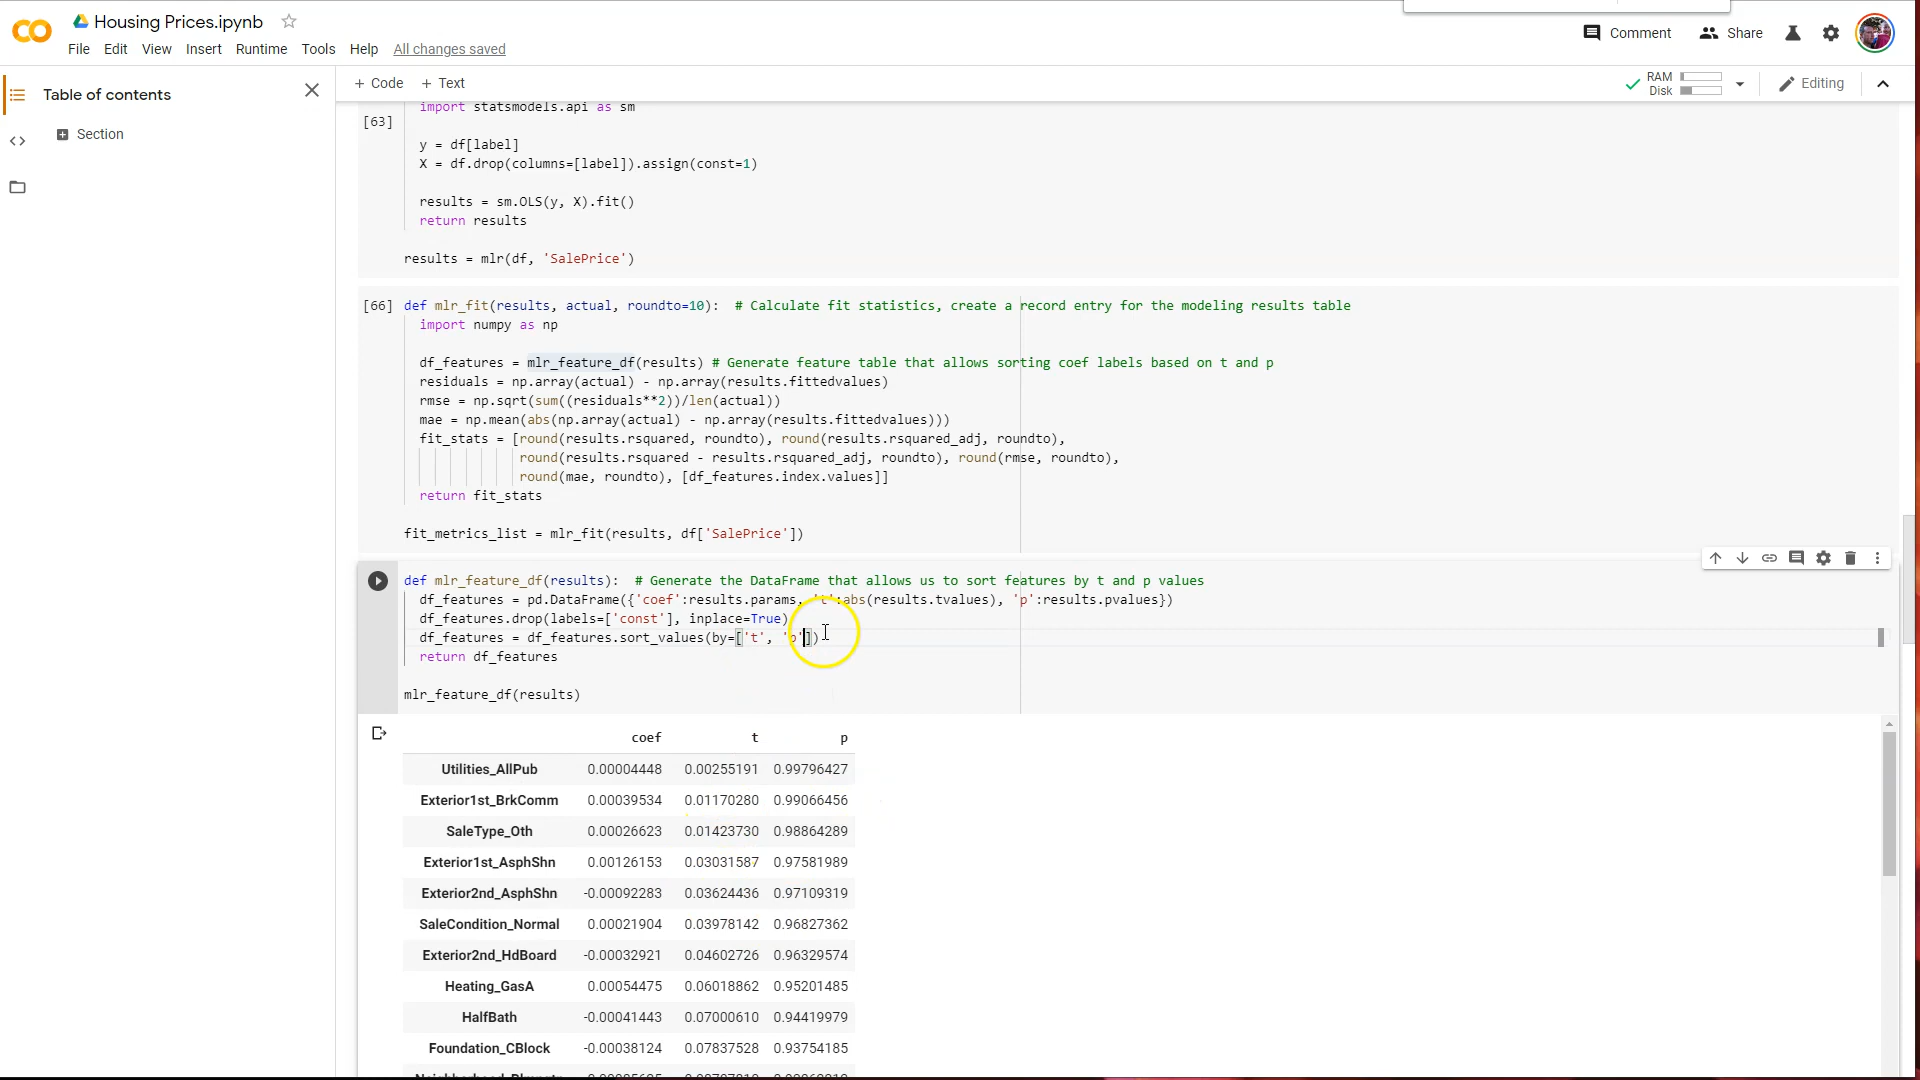 Housing Prices.ipynb
File Edit View Insert Runtime Tools Help All changes saved
Comment Share
Table of contents
Section
+ Code + Text
RAM
Disk
Editing
import statsmodels.api as sm
[63]
y = df[label]
X = df.drop(columns=[label]).assign(const=1)
results = sm.OLS(y, X).fit()
return results
results = mlr(df, 'SalePrice')
[66] def mlr_fit(results, actual, roundto=10): # Calculate fit statistics, create a record entry for the modeling results table
import numpy as np
df_features = mlr_feature_df(results) # Generate feature table that allows sorting coef labels based on t and p
residuals = np.array(actual) - np.array(results.fittedvalues)
rmse = np.sqrt(sum((residuals**2))/len(actual))
mae = np.mean(abs(np.array(actual) - np.array(results.fittedvalues)))
fit_stats = [round(results.rsquared, roundto), round(results.rsquared_adj, roundto),
round(results.rsquared - results.rsquared_adj, roundto), round(rmse, roundto),
round(mae, roundto), [df_features.index.values]]
return fit_stats
fit_metrics_list = mlr_fit(results, df['SalePrice'])
def mlr_feature_df(results): # Generate the DataFrame that allows us to sort features by t and p values
df_features = pd.DataFrame({'coef':results.params, 't':abs(results.tvalues), 'p':results.pvalues})
df_features.drop(labels=['const'], inplace=True)
df_features = df_features.sort_values(by=['t', 'p'])
return df_features
mlr_feature_df(results)
coef t p
Utilities_AllPub 0.00004448 0.00255191 0.99796427
Exterior1st_BrkComm 0.00039534 0.01170280 0.99066456
SaleType_Oth 0.00026623 0.01423730 0.98864289
Exterior1st_AsphShn 0.00126153 0.03031587 0.97581989
Exterior2nd_AsphShn -0.00092283 0.03624436 0.97109319
SaleCondition_Normal 0.00021904 0.03978142 0.96827362
Exterior2nd_HdBoard -0.00032921 0.04602726 0.96329574
Heating_GasA 0.00054475 0.06018862 0.95201485
HalfBath -0.00041443 0.07000610 0.94419979
Foundation_CBlock -0.00038124 0.07837528 0.93754185